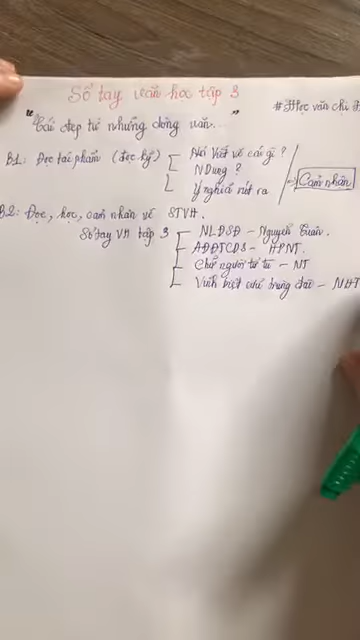 Sổ tay văn học tập 3
# Học văn chị
"Cái đẹp từ những dòng văn..."
B1: Đọc tác phẩm (đọc kỹ)
Viết về cái gì?
NDung?
Ý nghĩa rút ra
Cảm nhận
B2: Đọc, học, cảm nhận về STVH.
Sổ tay VH tập 3
NLĐSĐ - Nguyễn Tuân.
AĐĐTCDS - HPNT.
Chữ người tử tù - NT
Vĩnh biệt cửu trùng đài - NHT